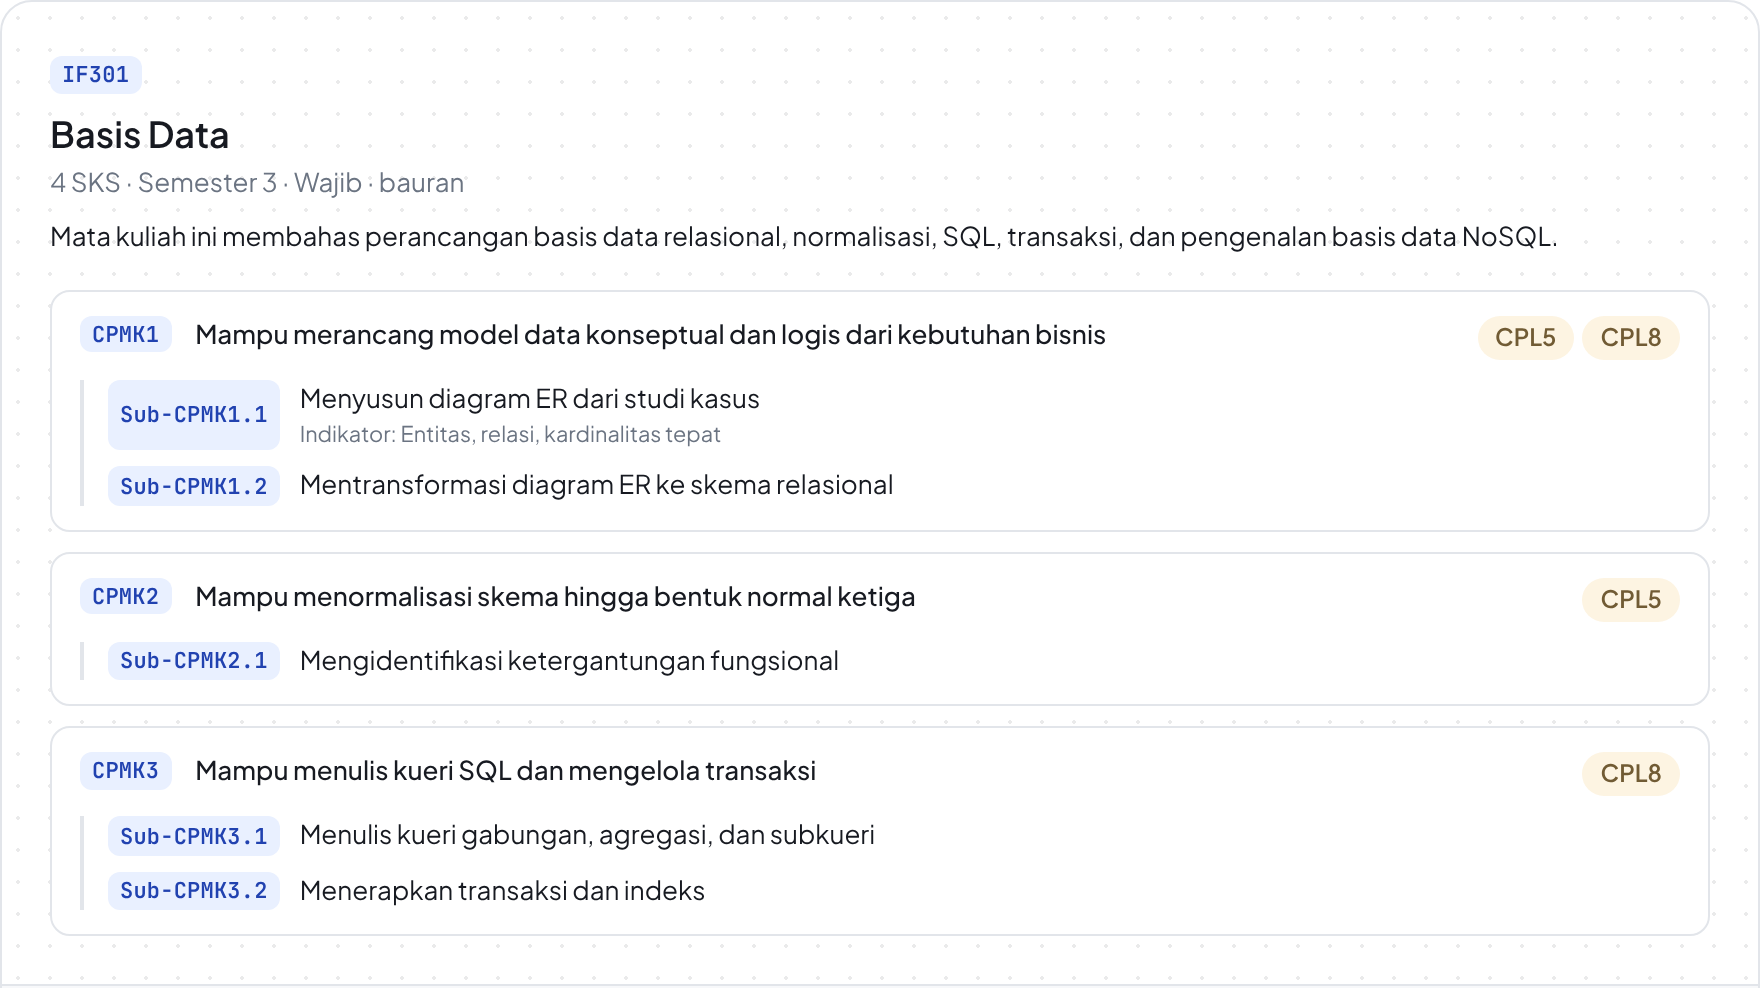 IF301
Basis Data
4 SKS · Semester 3 · Wajib · bauran
Mata kuliah ini membahas perancangan basis data relasional, normalisasi, SQL, transaksi, dan pengenalan basis data NoSQL.
CPMK1 Mampu merancang model data konseptual dan logis dari kebutuhan bisnis CPL5 CPL8
Sub-CPMK1.1 Menyusun diagram ER dari studi kasus
Indikator: Entitas, relasi, kardinalitas tepat
Sub-CPMK1.2 Mentransformasi diagram ER ke skema relasional
CPMK2 Mampu menormalisasi skema hingga bentuk normal ketiga CPL5
Sub-CPMK2.1 Mengidentifikasi ketergantungan fungsional
CPMK3 Mampu menulis kueri SQL dan mengelola transaksi CPL8
Sub-CPMK3.1 Menulis kueri gabungan, agregasi, dan subkueri
Sub-CPMK3.2 Menerapkan transaksi dan indeks